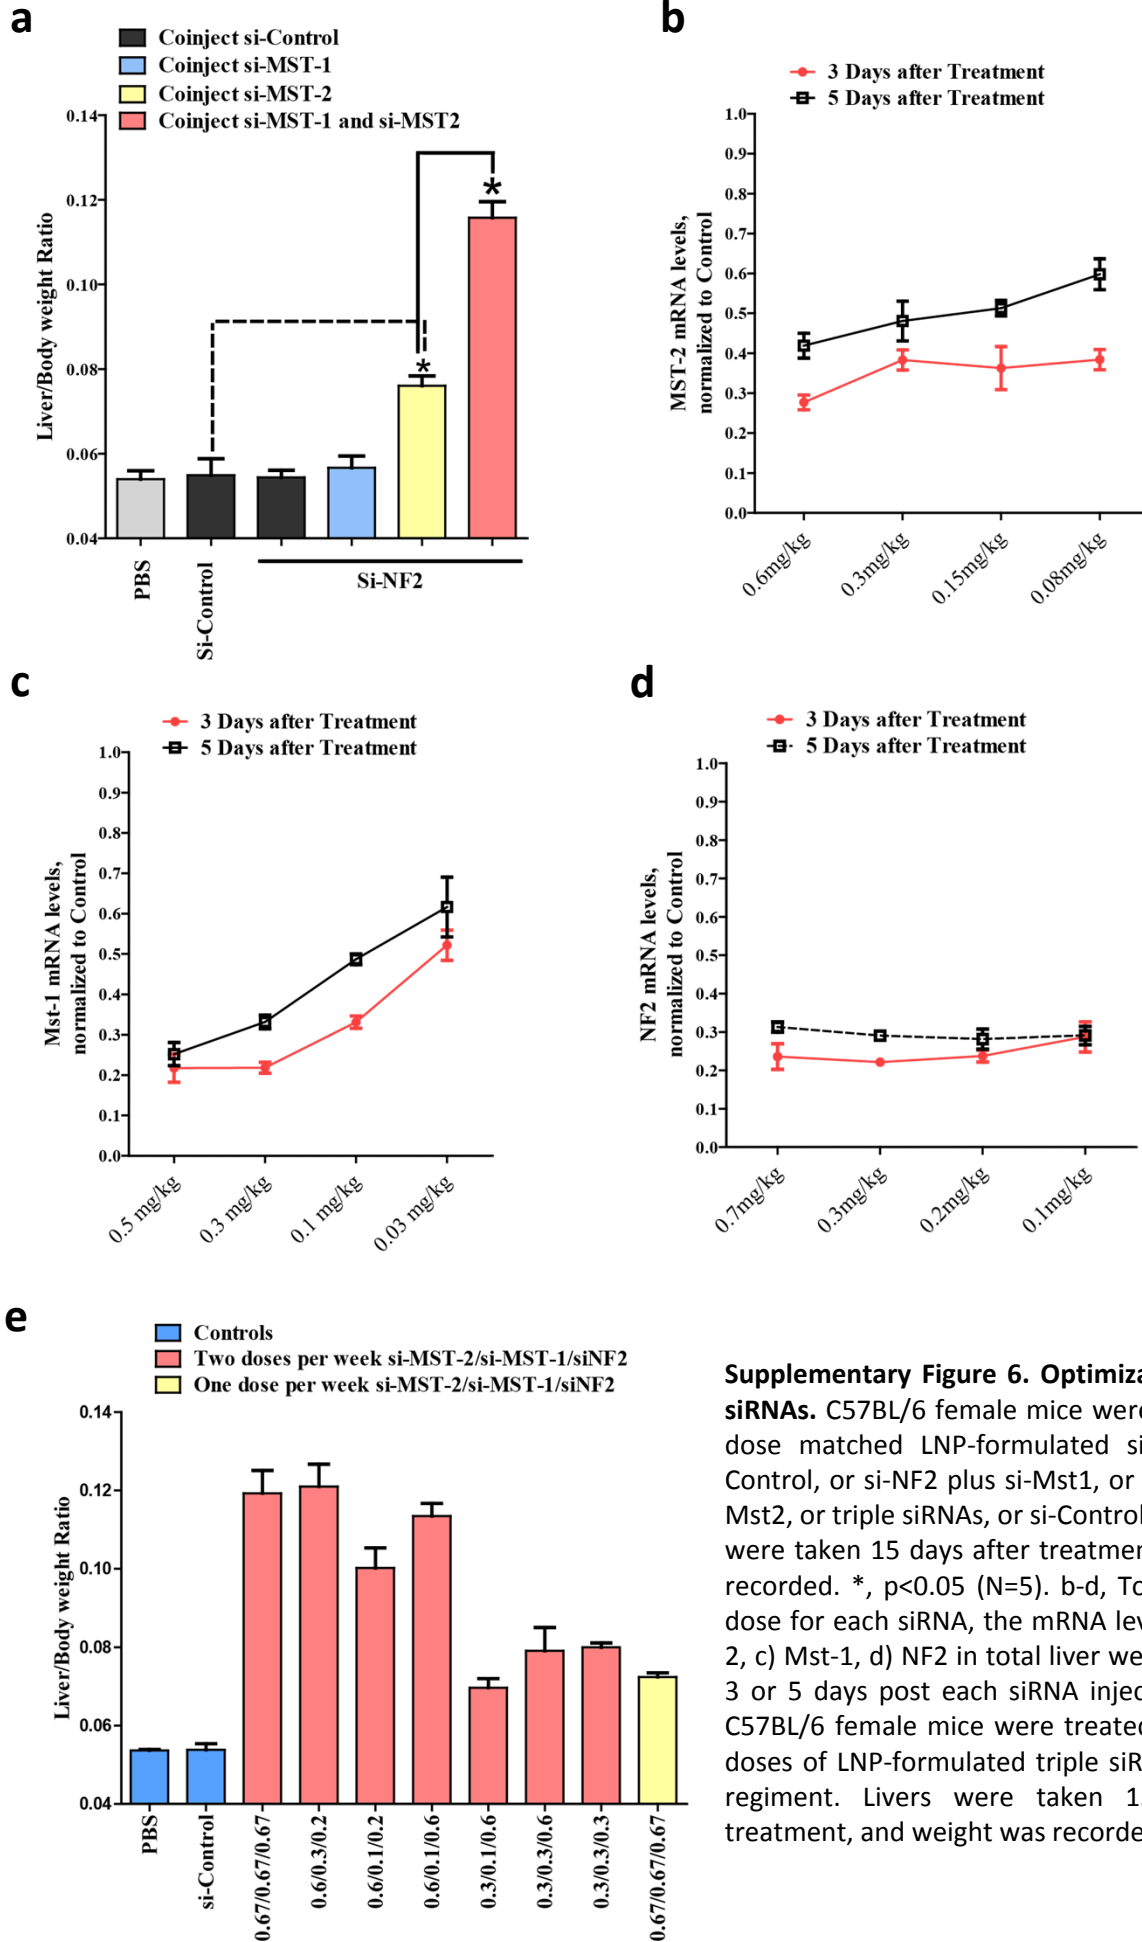 a
Coinject si-Control
Coinject si-MST-1
Coinject si-MST-2
Coinject si-MST-1 and si-MST2
Liver/Body weight Ratio
0.14
0.12
0.10
0.08
0.06
0.04
*
*
PBS
Si-Control
Si-NF2
b
3 Days after Treatment
5 Days after Treatment
MST-2 mRNA levels,
normalized to Control
1.0
0.9
0.8
0.7
0.6
0.5
0.4
0.3
0.2
0.1
0.0
0.6mg/kg
0.3mg/kg
0.15mg/kg
0.08mg/kg
c
3 Days after Treatment
5 Days after Treatment
Mst-1 mRNA levels,
normalized to Control
1.0
0.9
0.8
0.7
0.6
0.5
0.4
0.3
0.2
0.1
0.0
0.5 mg/kg
0.3 mg/kg
0.1 mg/kg
0.03 mg/kg
d
3 Days after Treatment
5 Days after Treatment
NF2 mRNA levels,
normalized to Control
1.0
0.9
0.8
0.7
0.6
0.5
0.4
0.3
0.2
0.1
0.0
0.7mg/kg
0.3mg/kg
0.2mg/kg
0.1mg/kg
e
Controls
Two doses per week si-MST-2/si-MST-1/siNF2
One dose per week si-MST-2/si-MST-1/siNF2
Liver/Body weight Ratio
0.14
0.12
0.10
0.08
0.06
0.04
PBS
si-Control
0.67/0.67/0.67
0.6/0.3/0.2
0.6/0.1/0.2
0.6/0.1/0.6
0.3/0.1/0.6
0.3/0.3/0.6
0.3/0.3/0.3
0.67/0.67/0.67
Supplementary Figure 6. Optimiza
siRNAs. C57BL/6 female mice were
dose matched LNP-formulated si
Control, or si-NF2 plus si-Mst1, or
Mst2, or triple siRNAs, or si-Control
were taken 15 days after treatmen
recorded. *, p<0.05 (N=5). b-d, To
dose for each siRNA, the mRNA lev
2, c) Mst-1, d) NF2 in total liver we
3 or 5 days post each siRNA injec
C57BL/6 female mice were treated
doses of LNP-formulated triple siR
regiment. Livers were taken 1
treatment, and weight was recorde